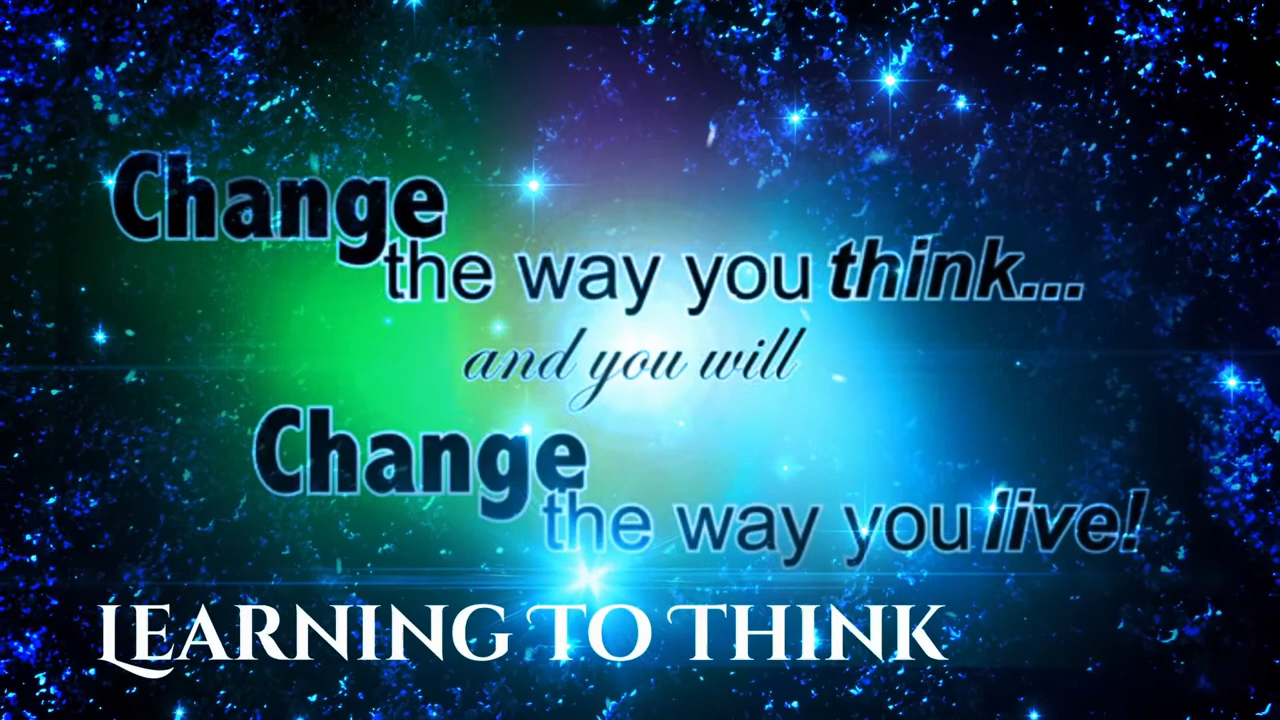 Change
the way you think...
and you will
Change
the way you live!
Learning To Think